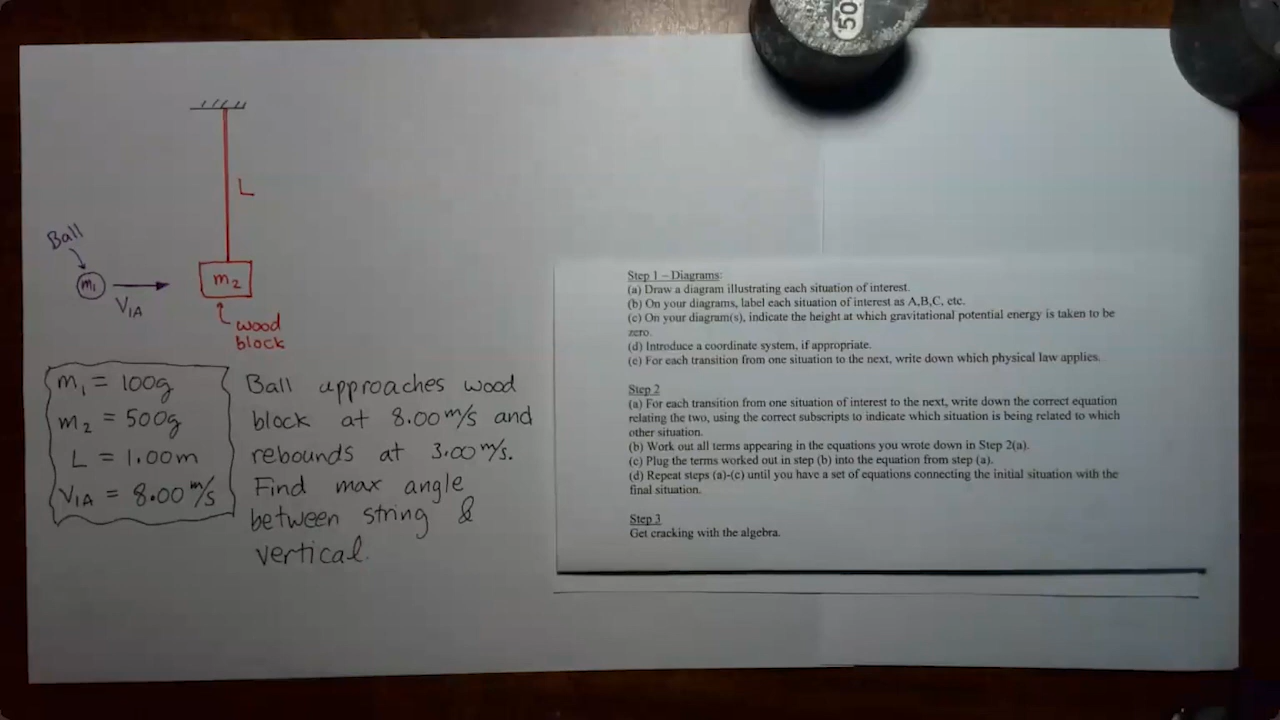 50
L
Ball
m₁
V₁A
m₂
wood
block
m₁ = 100g
m₂ = 500g
L = 1.00m
V₁A = 8.00 m/s
Ball approaches wood
block at 8.00 m/s and
rebounds at 3.00 m/s.
Find max angle
between string &
vertical.
Step 1 – Diagrams:
(a) Draw a diagram illustrating each situation of interest.
(b) On your diagrams, label each situation of interest as A,B,C, etc.
(c) On your diagram(s), indicate the height at which gravitational potential energy is taken to be
zero.
(d) Introduce a coordinate system, if appropriate.
(e) For each transition from one situation to the next, write down which physical law applies.
Step 2
(a) For each transition from one situation of interest to the next, write down the correct equation
relating the two, using the correct subscripts to indicate which situation is being related to which
other situation.
(b) Work out all terms appearing in the equations you wrote down in Step 2(a).
(c) Plug the terms worked out in step (b) into the equation from step (a).
(d) Repeat steps (a)-(c) until you have a set of equations connecting the initial situation with the
final situation.
Step 3
Get cracking with the algebra.